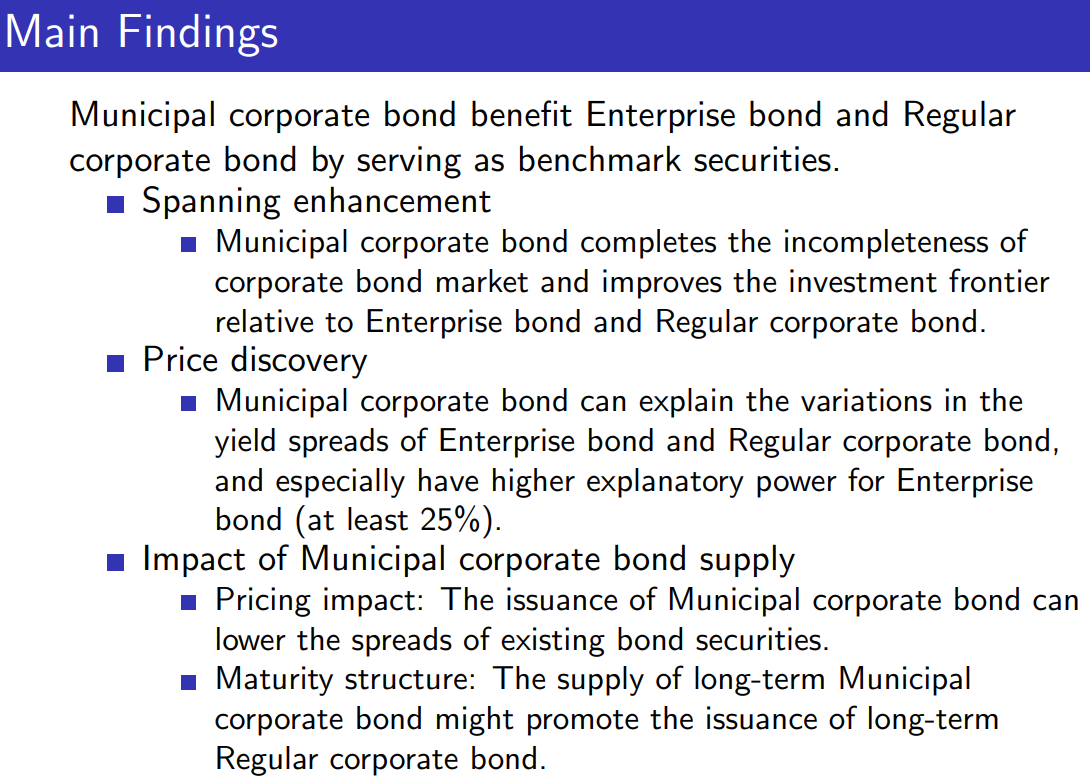 Main Findings
Municipal corporate bond benefit Enterprise bond and Regular
corporate bond by serving as benchmark securities.
Spanning enhancement
Municipal corporate bond completes the incompleteness of
corporate bond market and improves the investment frontier
relative to Enterprise bond and Regular corporate bond.
Price discovery
Municipal corporate bond can explain the variations in the
yield spreads of Enterprise bond and Regular corporate bond,
and especially have higher explanatory power for Enterprise
bond (at least 25%).
Impact of Municipal corporate bond supply
Pricing impact: The issuance of Municipal corporate bond can
lower the spreads of existing bond securities.
Maturity structure: The supply of long-term Municipal
corporate bond might promote the issuance of long-term
Regular corporate bond.